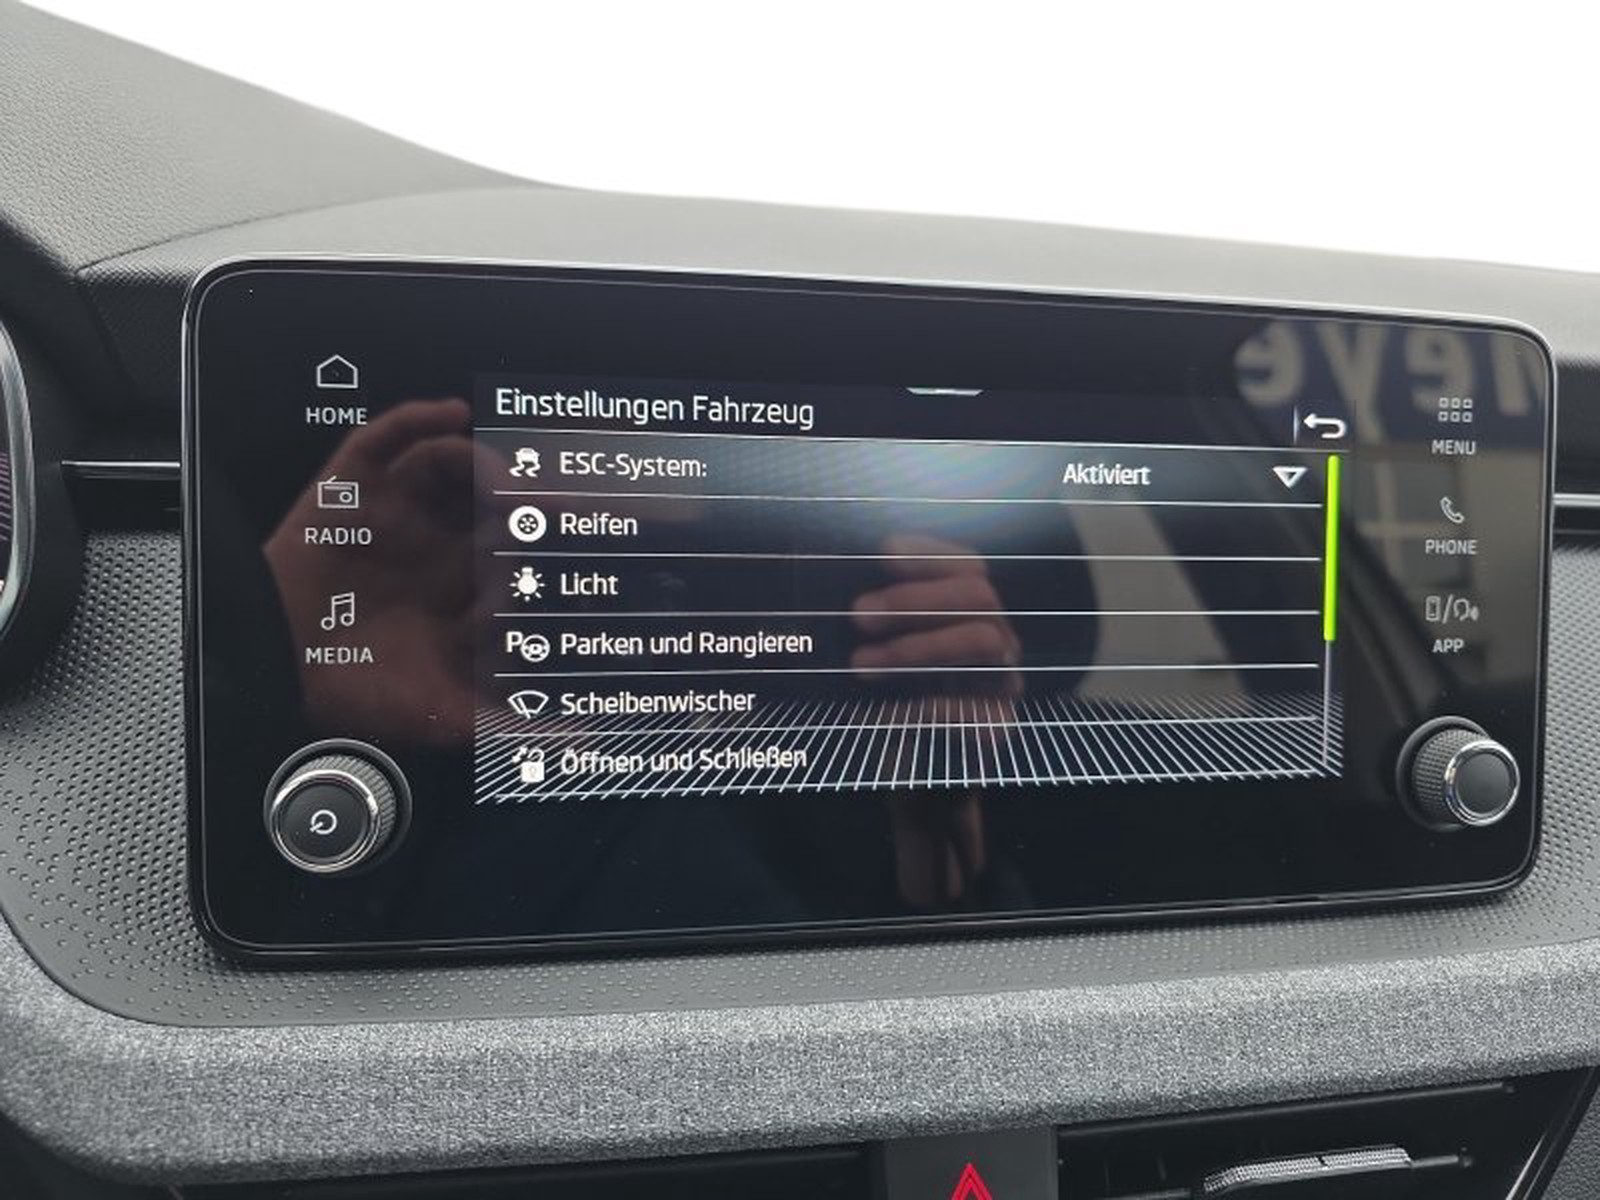 HOME
RADIO
MEDIA
Einstellungen Fahrzeug
ESC-System: Aktiviert
Reifen
Licht
Parken und Rangieren
Scheibenwischer
Öffnen und Schließen
MENU
PHONE
APP